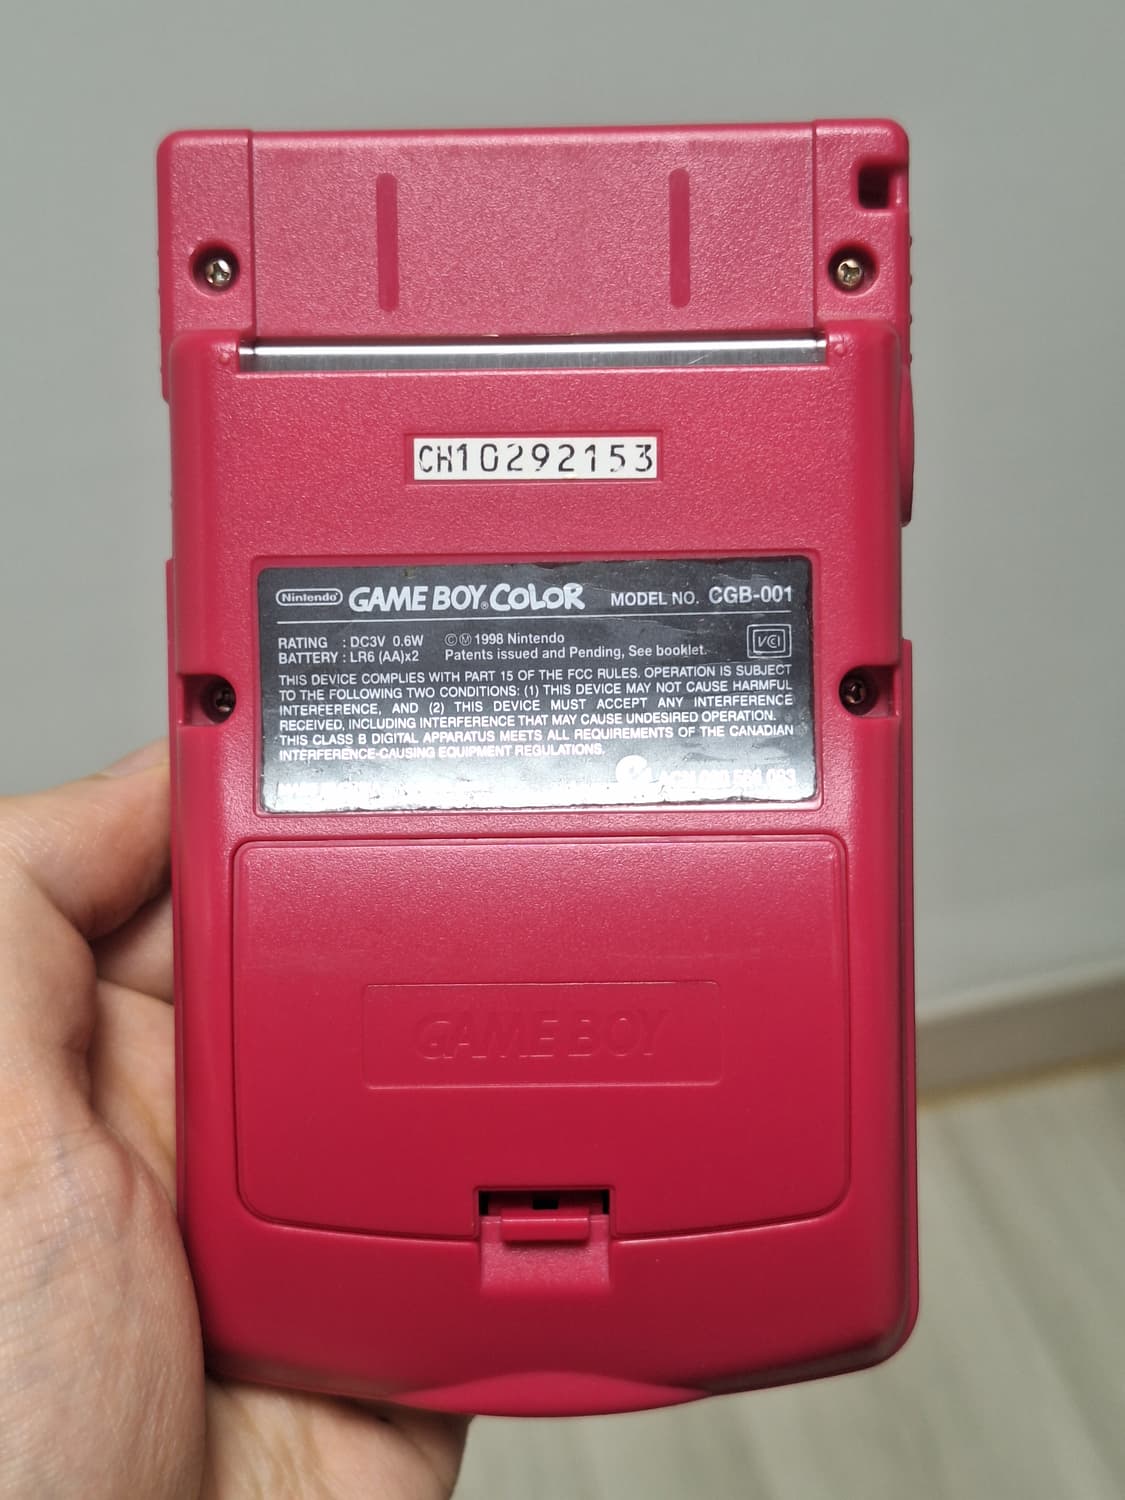 CH10292153
Nintendo GAME BOY COLOR MODEL NO. CGB-001
RATING : DC3V 0.6W ©Ⓜ 1998 Nintendo VCI
BATTERY : LR6 (AA)x2 Patents issued and Pending, See booklet.
THIS DEVICE COMPLIES WITH PART 15 OF THE FCC RULES. OPERATION IS SUBJECT
TO THE FOLLOWING TWO CONDITIONS: (1) THIS DEVICE MAY NOT CAUSE HARMFUL
INTERFERENCE, AND (2) THIS DEVICE MUST ACCEPT ANY INTERFERENCE
RECEIVED, INCLUDING INTERFERENCE THAT MAY CAUSE UNDESIRED OPERATION.
THIS CLASS B DIGITAL APPARATUS MEETS ALL REQUIREMENTS OF THE CANADIAN
INTERFERENCE-CAUSING EQUIPMENT REGULATIONS.
ACN
GAME BOY